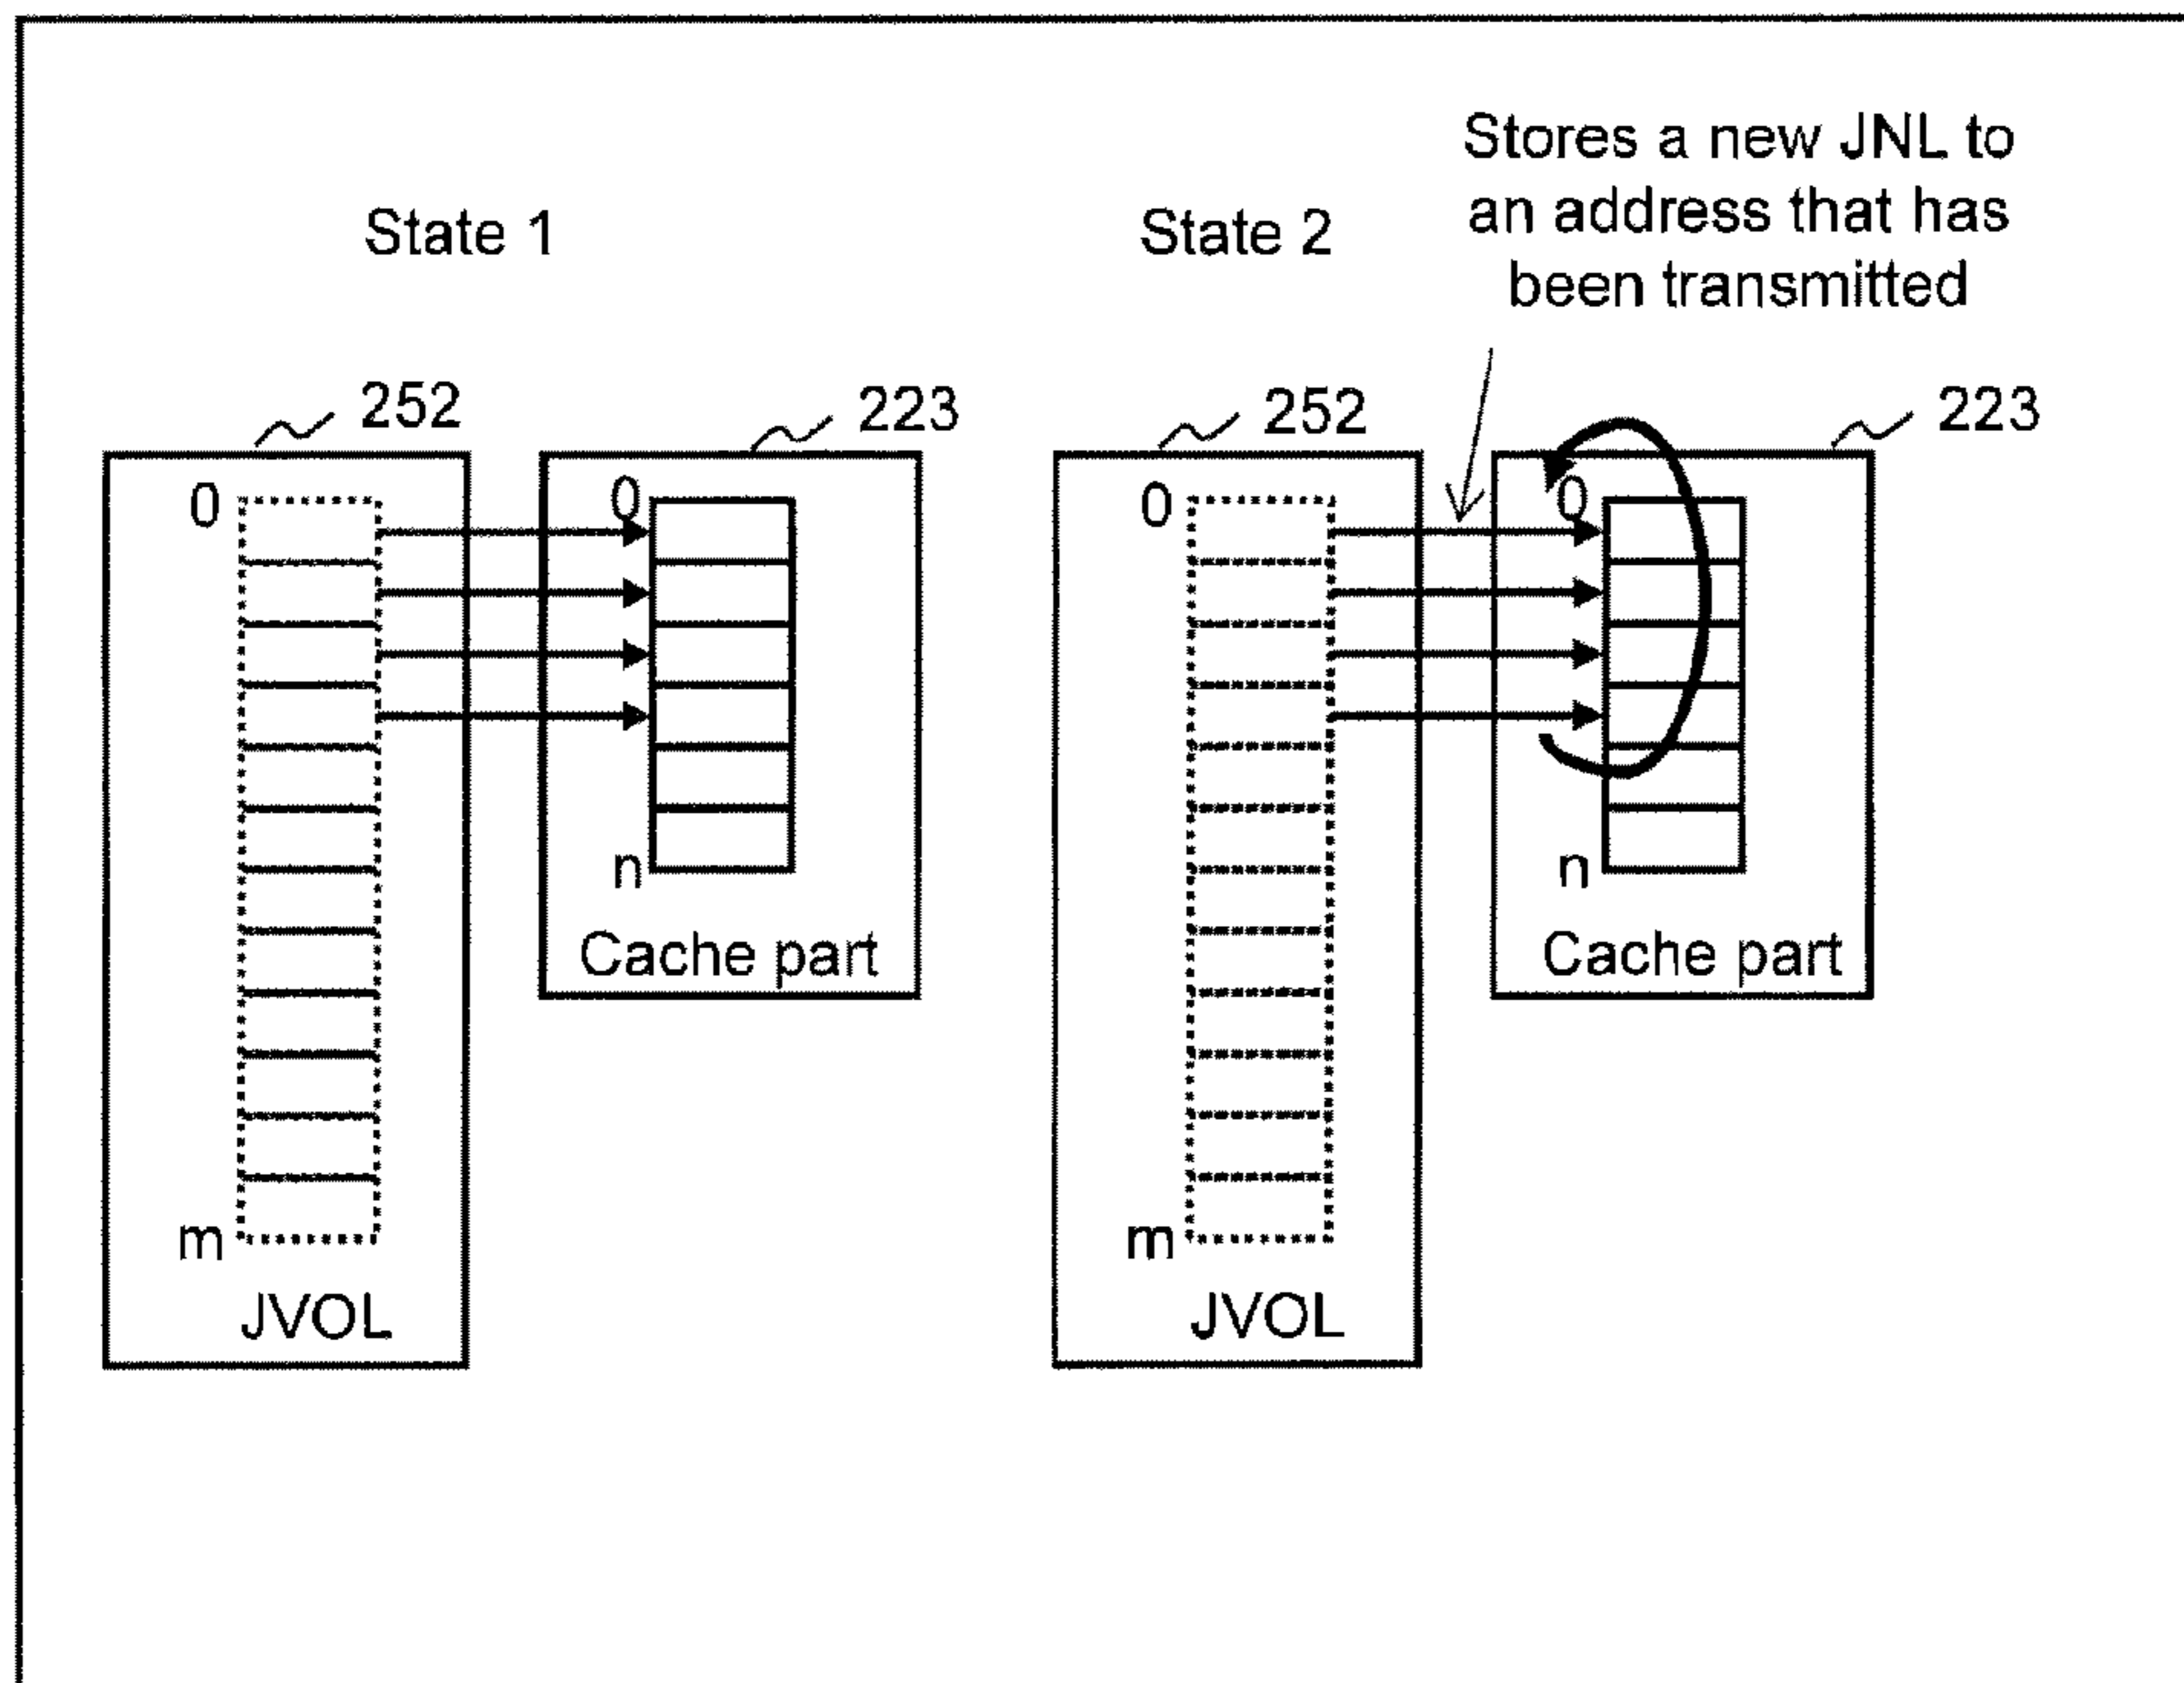 Stores a new JNL to
an address that has
been transmitted
State 1
State 2
252
223
252
223
0
0
0
0
n
n
Cache part
Cache part
m
m
JVOL
JVOL